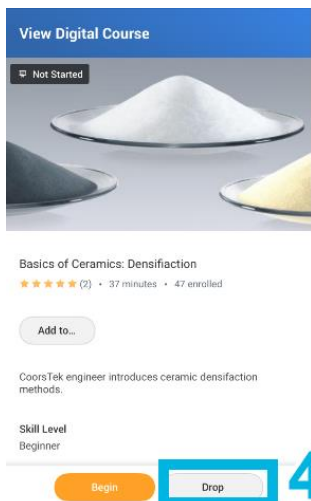 View Digital Course
Not Started
Basics of Ceramics: Densifiaction
(2) • 37 minutes • 47 enrolled
Add to...
CoorsTek engineer introduces ceramic densifaction
methods.
Skill Level
Beginner
Begin Drop
4